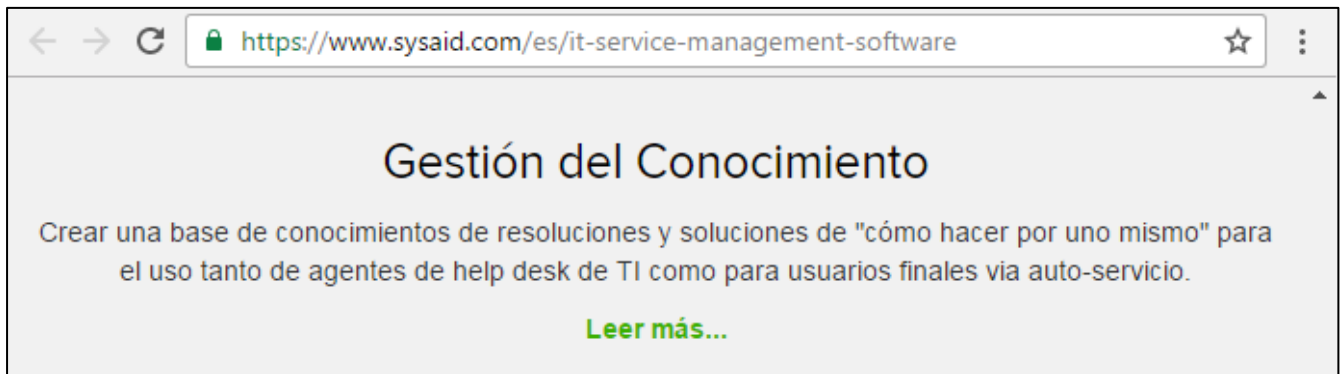 https://www.sysaid.com/es/it-service-management-software
Gestión del Conocimiento
Crear una base de conocimientos de resoluciones y soluciones de "cómo hacer por uno mismo" para
el uso tanto de agentes de help desk de TI como para usuarios finales via auto-servicio.
Leer más...